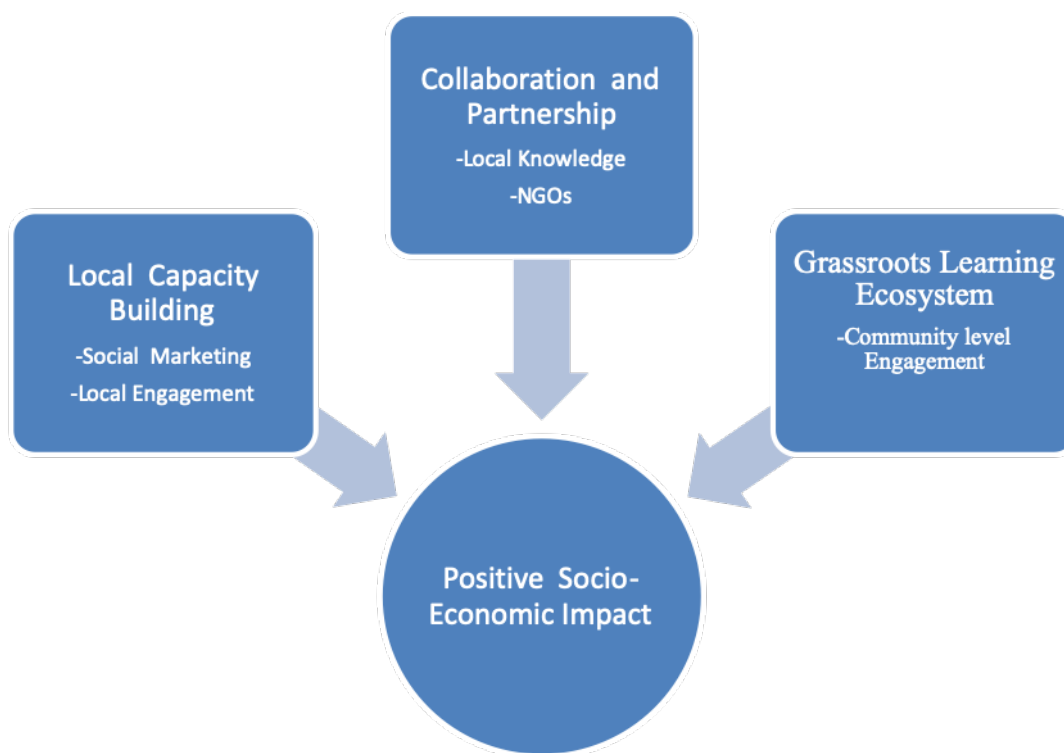 Collaboration and
Partnership
-Local Knowledge
-NGOs
Local Capacity
Building
-Social Marketing
-Local Engagement
Grassroots Learning
Ecosystem
-Community level
Engagement
Positive Socio-
Economic Impact